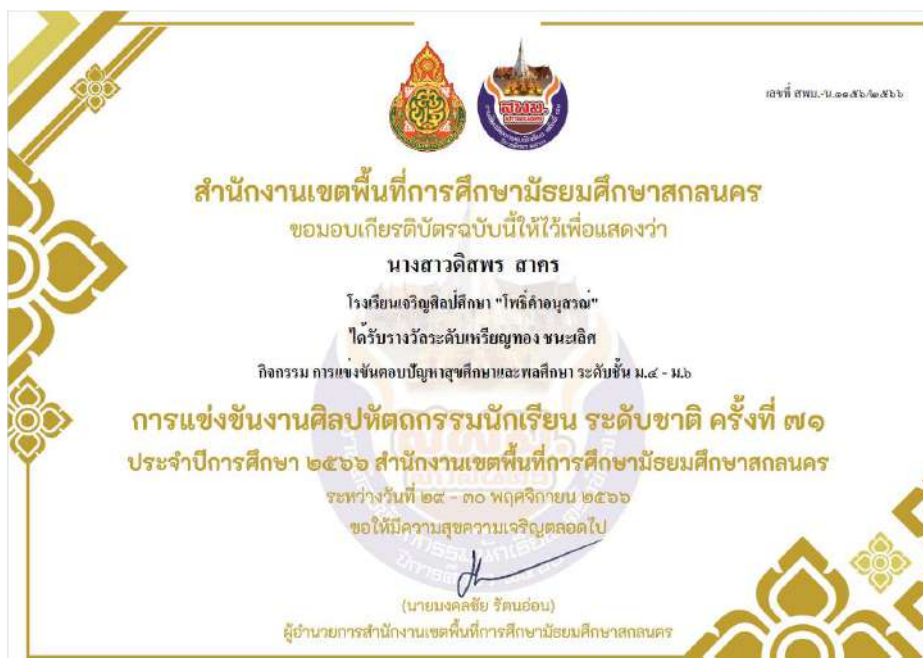 เลขที่ สพม.-น.๑๑๕๖/๒๕๖๖
สพม.
สำนักงานเขตพื้นที่การศึกษามัธยมศึกษาสกลนคร
ขอมอบเกียรติบัตรฉบับนี้ให้ไว้เพื่อแสดงว่า
นางสาวดิสพร สาคร
โรงเรียนเจริญศิลป์ศึกษา "โพธิ์คำอนุสรณ์"
ได้รับรางวัลระดับเหรียญทอง ชนะเลิศ
กิจกรรม การแข่งขันตอบปัญหาสุขศึกษาและพลศึกษา ระดับชั้น ม.๔ - ม.๖
การแข่งขันงานศิลปหัตถกรรมนักเรียน ระดับชาติ ครั้งที่ ๗๑
ประจำปีการศึกษา ๒๕๖๖ สำนักงานเขตพื้นที่การศึกษามัธยมศึกษาสกลนคร
ระหว่างวันที่ ๒๙ - ๓๐ พฤศจิกายน ๒๕๖๖
ขอให้มีความสุขความเจริญตลอดไป
(นายมงคลชัย รัตนอ่อน)
ผู้อำนวยการสำนักงานเขตพื้นที่การศึกษามัธยมศึกษาสกลนคร